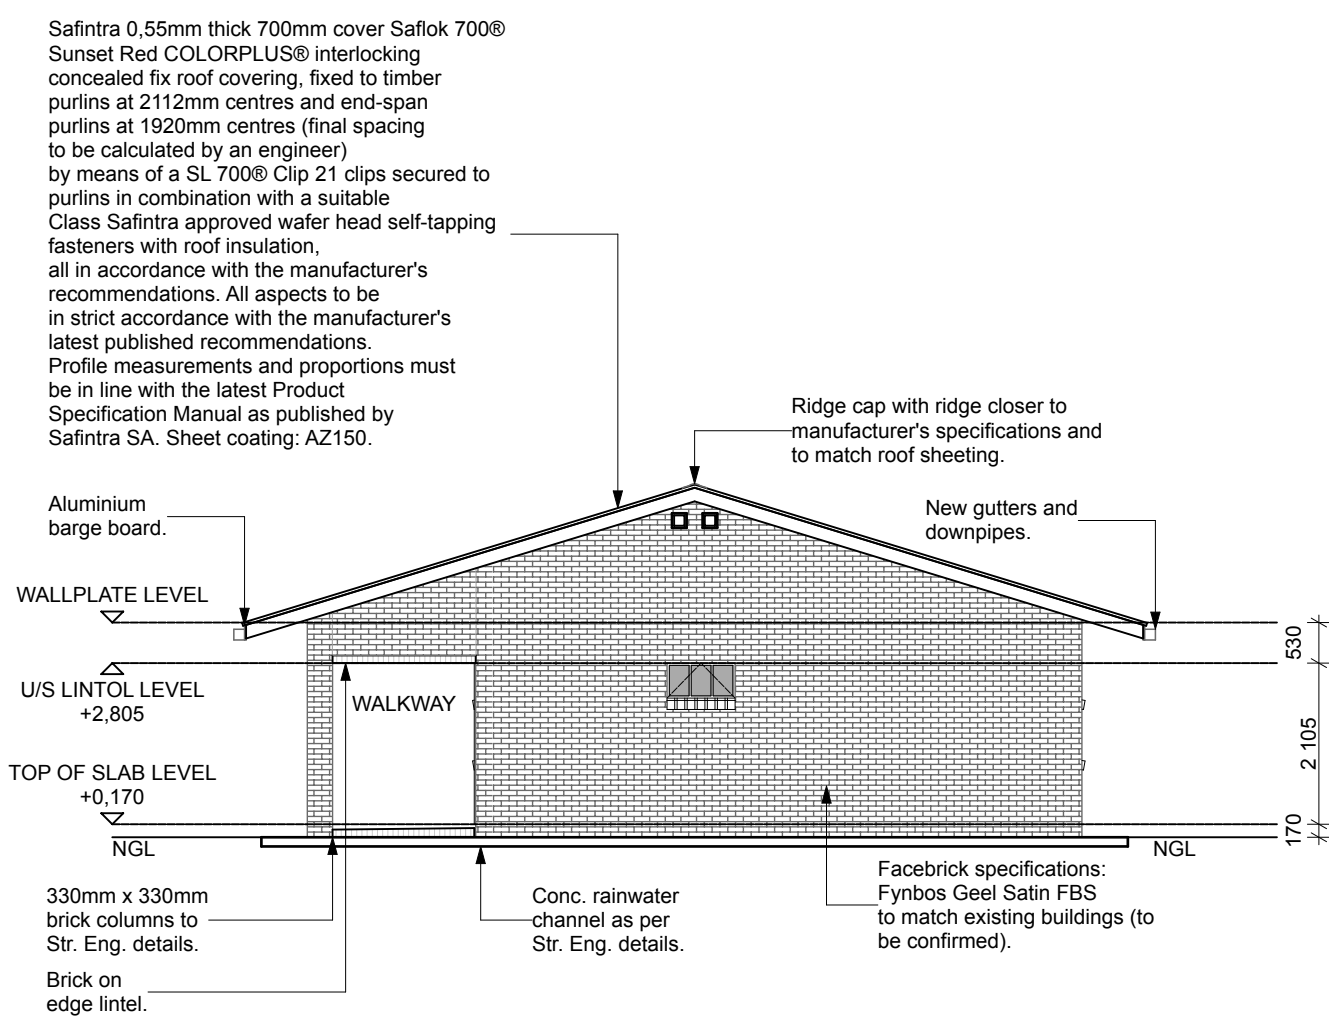 Safintra 0,55mm thick 700mm cover Saflok 700®
Sunset Red COLORPLUS® interlocking
concealed fix roof covering, fixed to timber
purlins at 2112mm centres and end-span
purlins at 1920mm centres (final spacing
to be calculated by an engineer)
by means of a SL 700® Clip 21 clips secured to
purlins in combination with a suitable
Class Safintra approved wafer head self-tapping
fasteners with roof insulation,
all in accordance with the manufacturer's
recommendations. All aspects to be
in strict accordance with the manufacturer's
latest published recommendations.
Profile measurements and proportions must
be in line with the latest Product
Specification Manual as published by
Safintra SA. Sheet coating: AZ150.
Ridge cap with ridge closer to
manufacturer's specifications and
to match roof sheeting.
Aluminium
barge board.
New gutters and
downpipes.
WALLPLATE LEVEL
U/S LINTOL LEVEL
+2,805
WALKWAY
TOP OF SLAB LEVEL
+0,170
NGL
NGL
530
2 105
170
330mm x 330mm
brick columns to
Str. Eng. details.
Brick on
edge lintel.
Conc. rainwater
channel as per
Str. Eng. details.
Facebrick specifications:
Fynbos Geel Satin FBS
to match existing buildings (to
be confirmed).